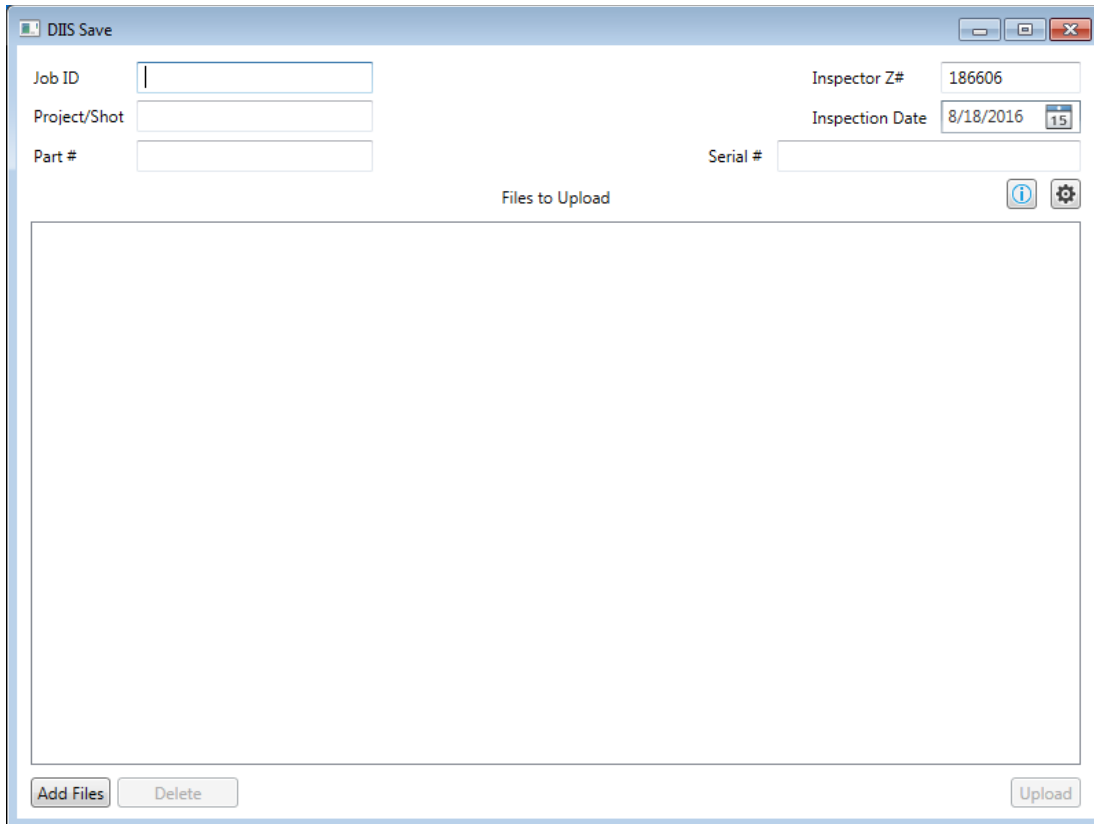 DIIS Save
Job ID Inspector Z# 186606
Project/Shot Inspection Date 8/18/2016 15
Part # Serial #
Files to Upload
Add Files Delete Upload